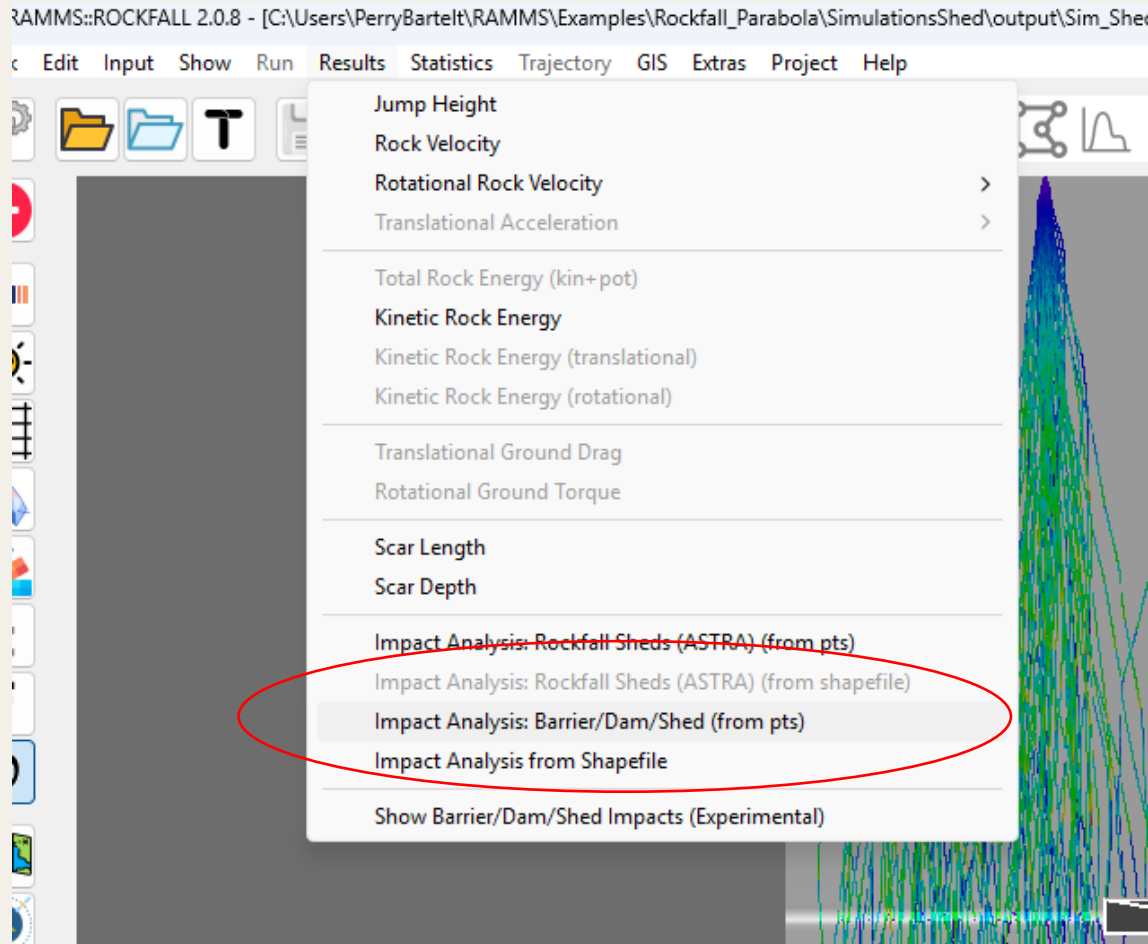 RAMMS::ROCKFALL 2.0.8 - [C:\Users\PerryBartelt\RAMMS\Examples\Rockfall_Parabola\SimulationsShed\output\Sim_Shed
Edit Input Show Run Results Statistics Trajectory GIS Extras Project Help
Jump Height
Rock Velocity
Rotational Rock Velocity
Translational Acceleration
Total Rock Energy (kin+pot)
Kinetic Rock Energy
Kinetic Rock Energy (translational)
Kinetic Rock Energy (rotational)
Translational Ground Drag
Rotational Ground Torque
Scar Length
Scar Depth
Impact Analysis: Rockfall Sheds (ASTRA) (from pts)
Impact Analysis: Rockfall Sheds (ASTRA) (from shapefile)
Impact Analysis: Barrier/Dam/Shed (from pts)
Impact Analysis from Shapefile
Show Barrier/Dam/Shed Impacts (Experimental)